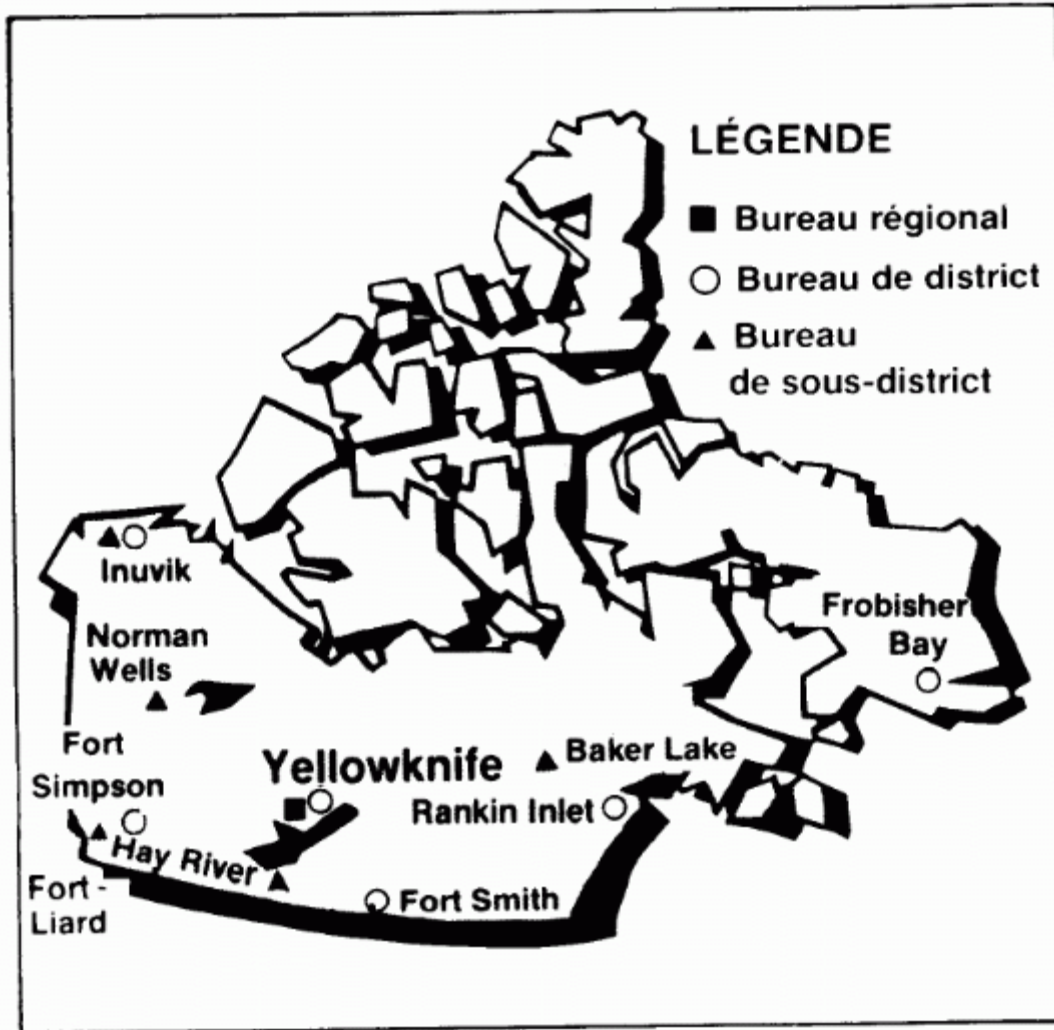 LÉGENDE
Bureau régional
Bureau de district
Bureau
de sous-district
Inuvik
Norman
Wells
Frobisher
Bay
Fort
Simpson
Yellowknife
Baker Lake
Rankin Inlet
Hay River
Fort -
Liard
Fort Smith